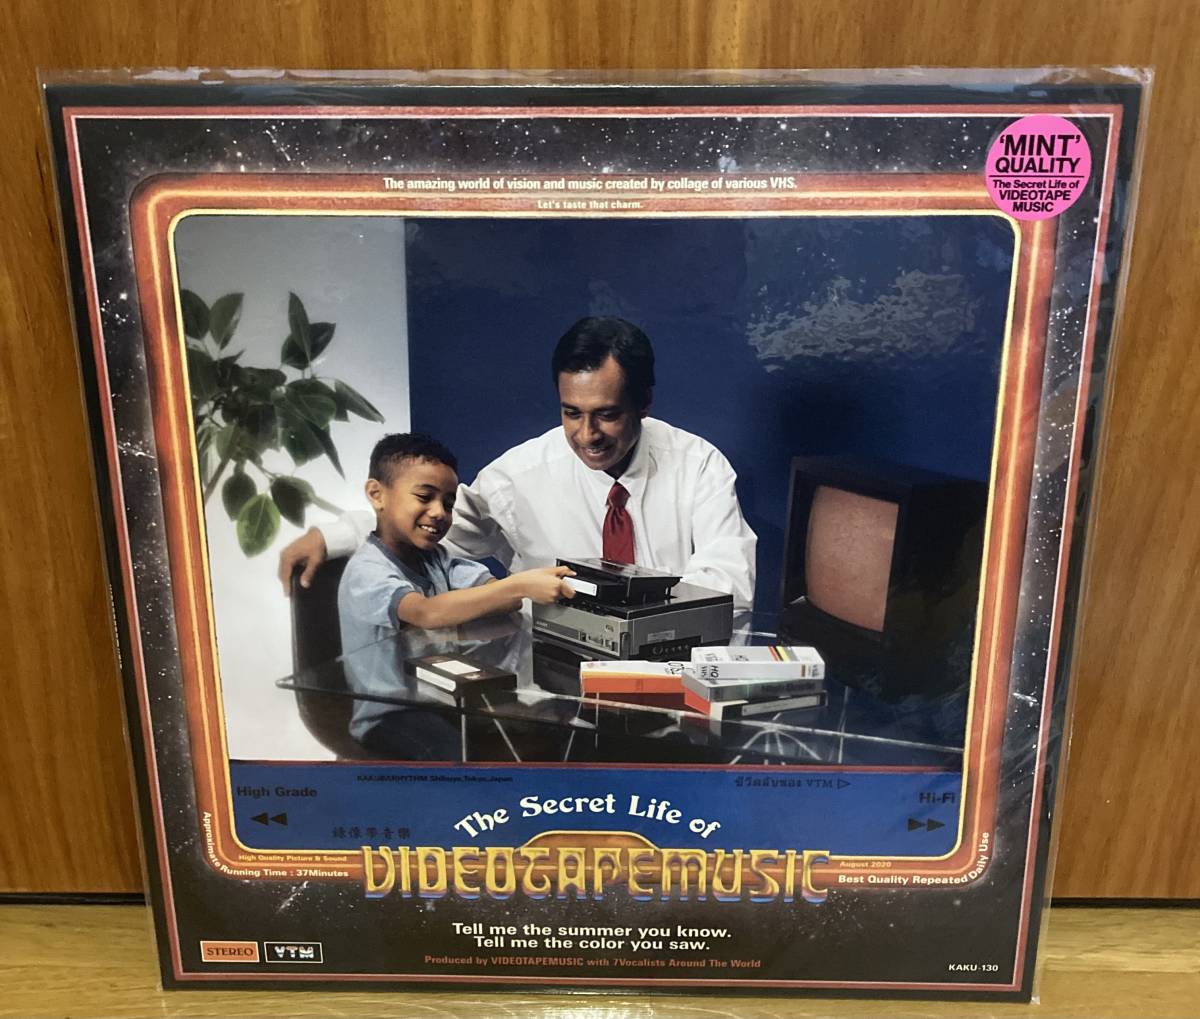 'MINT'
QUALITY
The Secret Life of
VIDEOTAPE
MUSIC
The amazing world of vision and music created by collage of various VHS.
Let's taste that charm.
KAKUBARHYTHM Shibuya,Tokyo,Japan
ชีวิตลับของ VTM
High Grade
Hi-Fi
The Secret Life of
錄像帶音樂
VIDEOTAPEMUSIC
High Quality Picture & Sound
August 2020
Approximate Running Time : 37Minutes
Best Quality Repeated Daily Use
Tell me the summer you know.
Tell me the color you saw.
STEREO
VTM
Produced by VIDEOTAPEMUSIC with 7Vocalists Around The World
KAKU-130